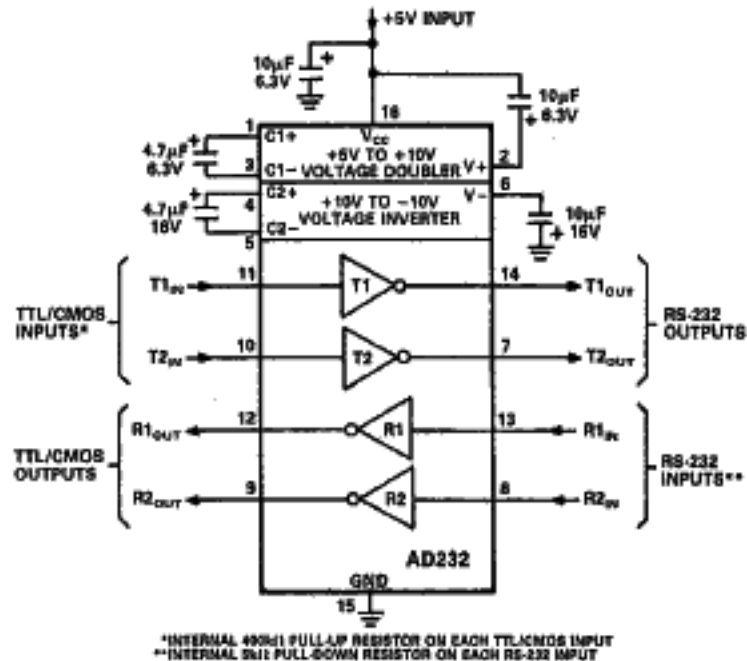 +5V INPUT
10µF
6.3V
10µF
6.3V
16
1
C1+
VCC
4.7µF
6.3V
+5V TO +10V
VOLTAGE DOUBLER
V+
2
3
C1−
6
V−
C2+
4
4.7µF
16V
+10V TO −10V
VOLTAGE INVERTER
10µF
16V
C2−
5
T1IN
11
T1
14
T1OUT
TTL/CMOS
INPUTS*
RS-232
OUTPUTS
T2IN
10
T2
7
T2OUT
R1OUT
12
R1
13
R1IN
TTL/CMOS
OUTPUTS
RS-232
INPUTS**
R2OUT
9
R2
8
R2IN
AD232
GND
15
*INTERNAL 400kΩ PULL-UP RESISTOR ON EACH TTL/CMOS INPUT
**INTERNAL 5kΩ PULL-DOWN RESISTOR ON EACH RS-232 INPUT